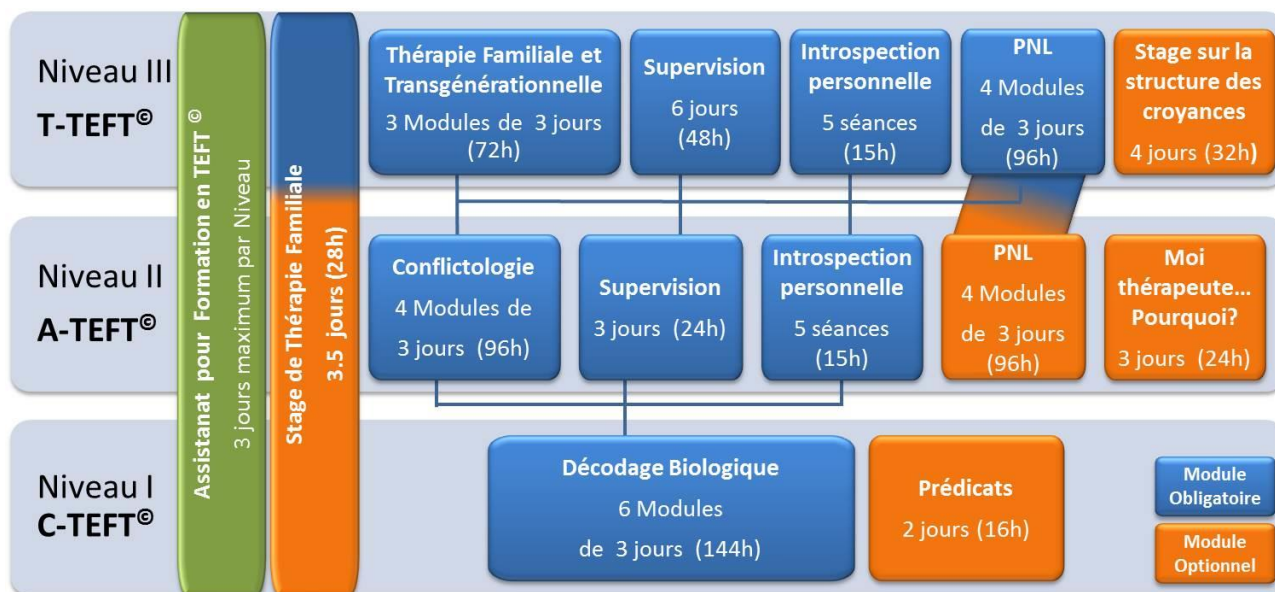 Niveau III
T-TEFT©
Assistanat pour Formation en TEFT ©
3 jours maximum par Niveau
Stage de Thérapie Familiale
3.5 jours (28h)
Thérapie Familiale et
Transgénérationnelle
3 Modules de 3 jours
(72h)
Supervision
6 jours
(48h)
Introspection
personnelle
5 séances
(15h)
PNL
4 Modules
de 3 jours
(96h)
Stage sur la
structure des
croyances
4 jours (32h)
Niveau II
A-TEFT©
Conflictologie
4 Modules de
3 jours (96h)
Supervision
3 jours (24h)
Introspection
personnelle
5 séances
(15h)
PNL
4 Modules
de 3 jours
(96h)
Moi
thérapeute...
Pourquoi?
3 jours (24h)
Niveau I
C-TEFT©
Décodage Biologique
6 Modules
de 3 jours (144h)
Prédicats
2 jours (16h)
Module
Obligatoire
Module
Optionnel